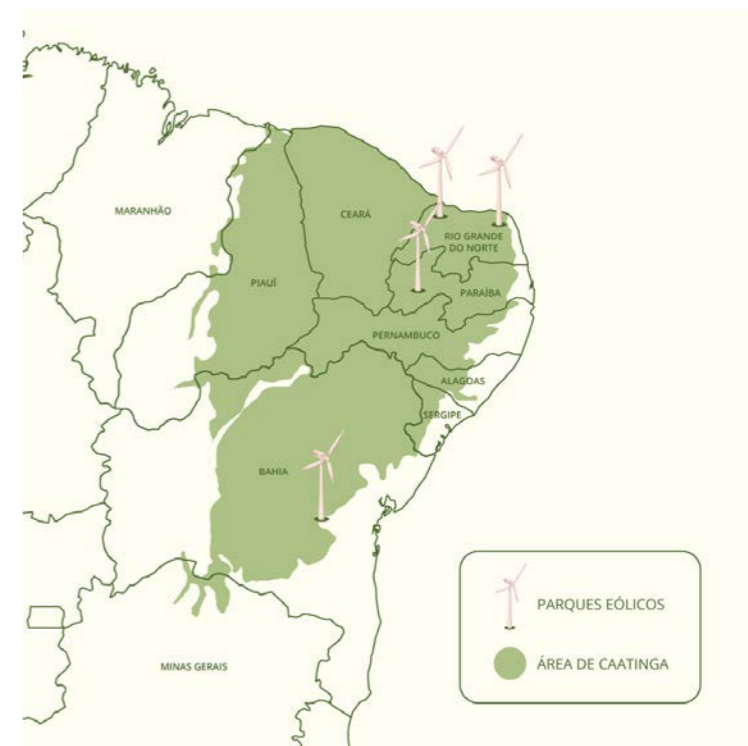 MARANHÃO
CEARÁ
RIO GRANDE
DO NORTE
PIAUÍ
PARAÍBA
PERNAMBUCO
ALAGOAS
SERGIPE
BAHIA
PARQUES EÓLICOS
ÁREA DE CAATINGA
MINAS GERAIS